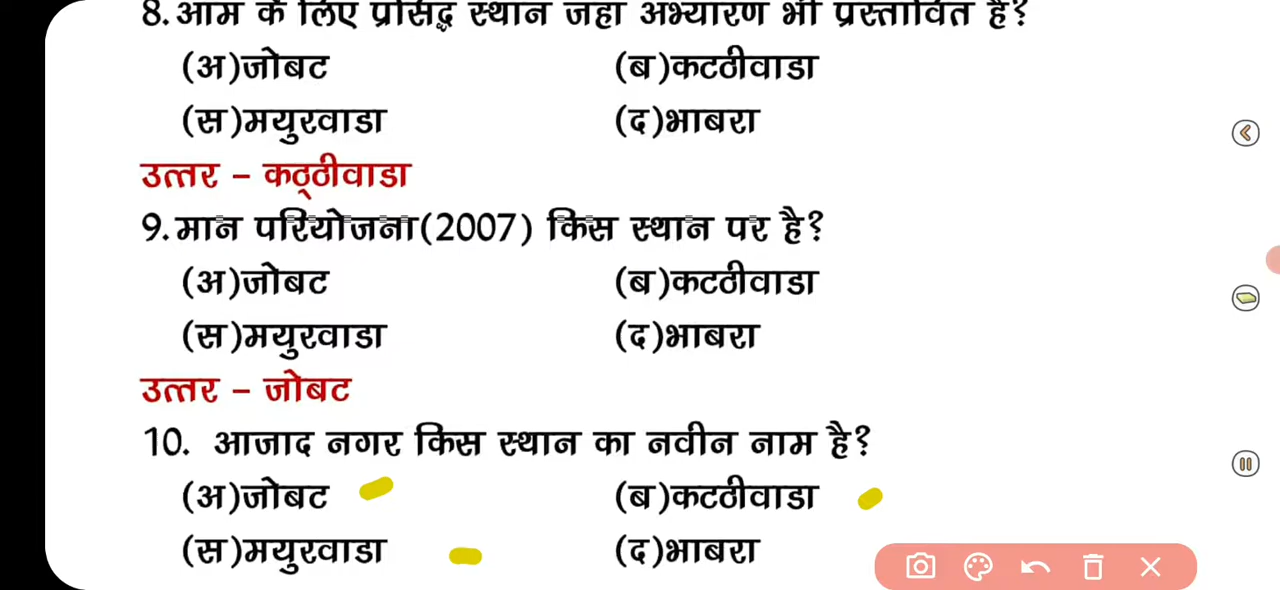 8. आम के लिए प्रसिद्ध स्थान जहां अभ्यारण भी प्रस्तावित है?
(अ)जोबट (ब)कटठीवाडा
(स)मयुरवाडा (द)भाबरा
उत्तर – कठ्ठीवाडा
9. मान परियोजना(2007) किस स्थान पर है?
(अ)जोबट (ब)कटठीवाडा
(स)मयुरवाडा (द)भाबरा
उत्तर – जोबट
10. आजाद नगर किस स्थान का नवीन नाम है?
(अ)जोबट (ब)कटठीवाडा
(स)मयुरवाडा (द)भाबरा